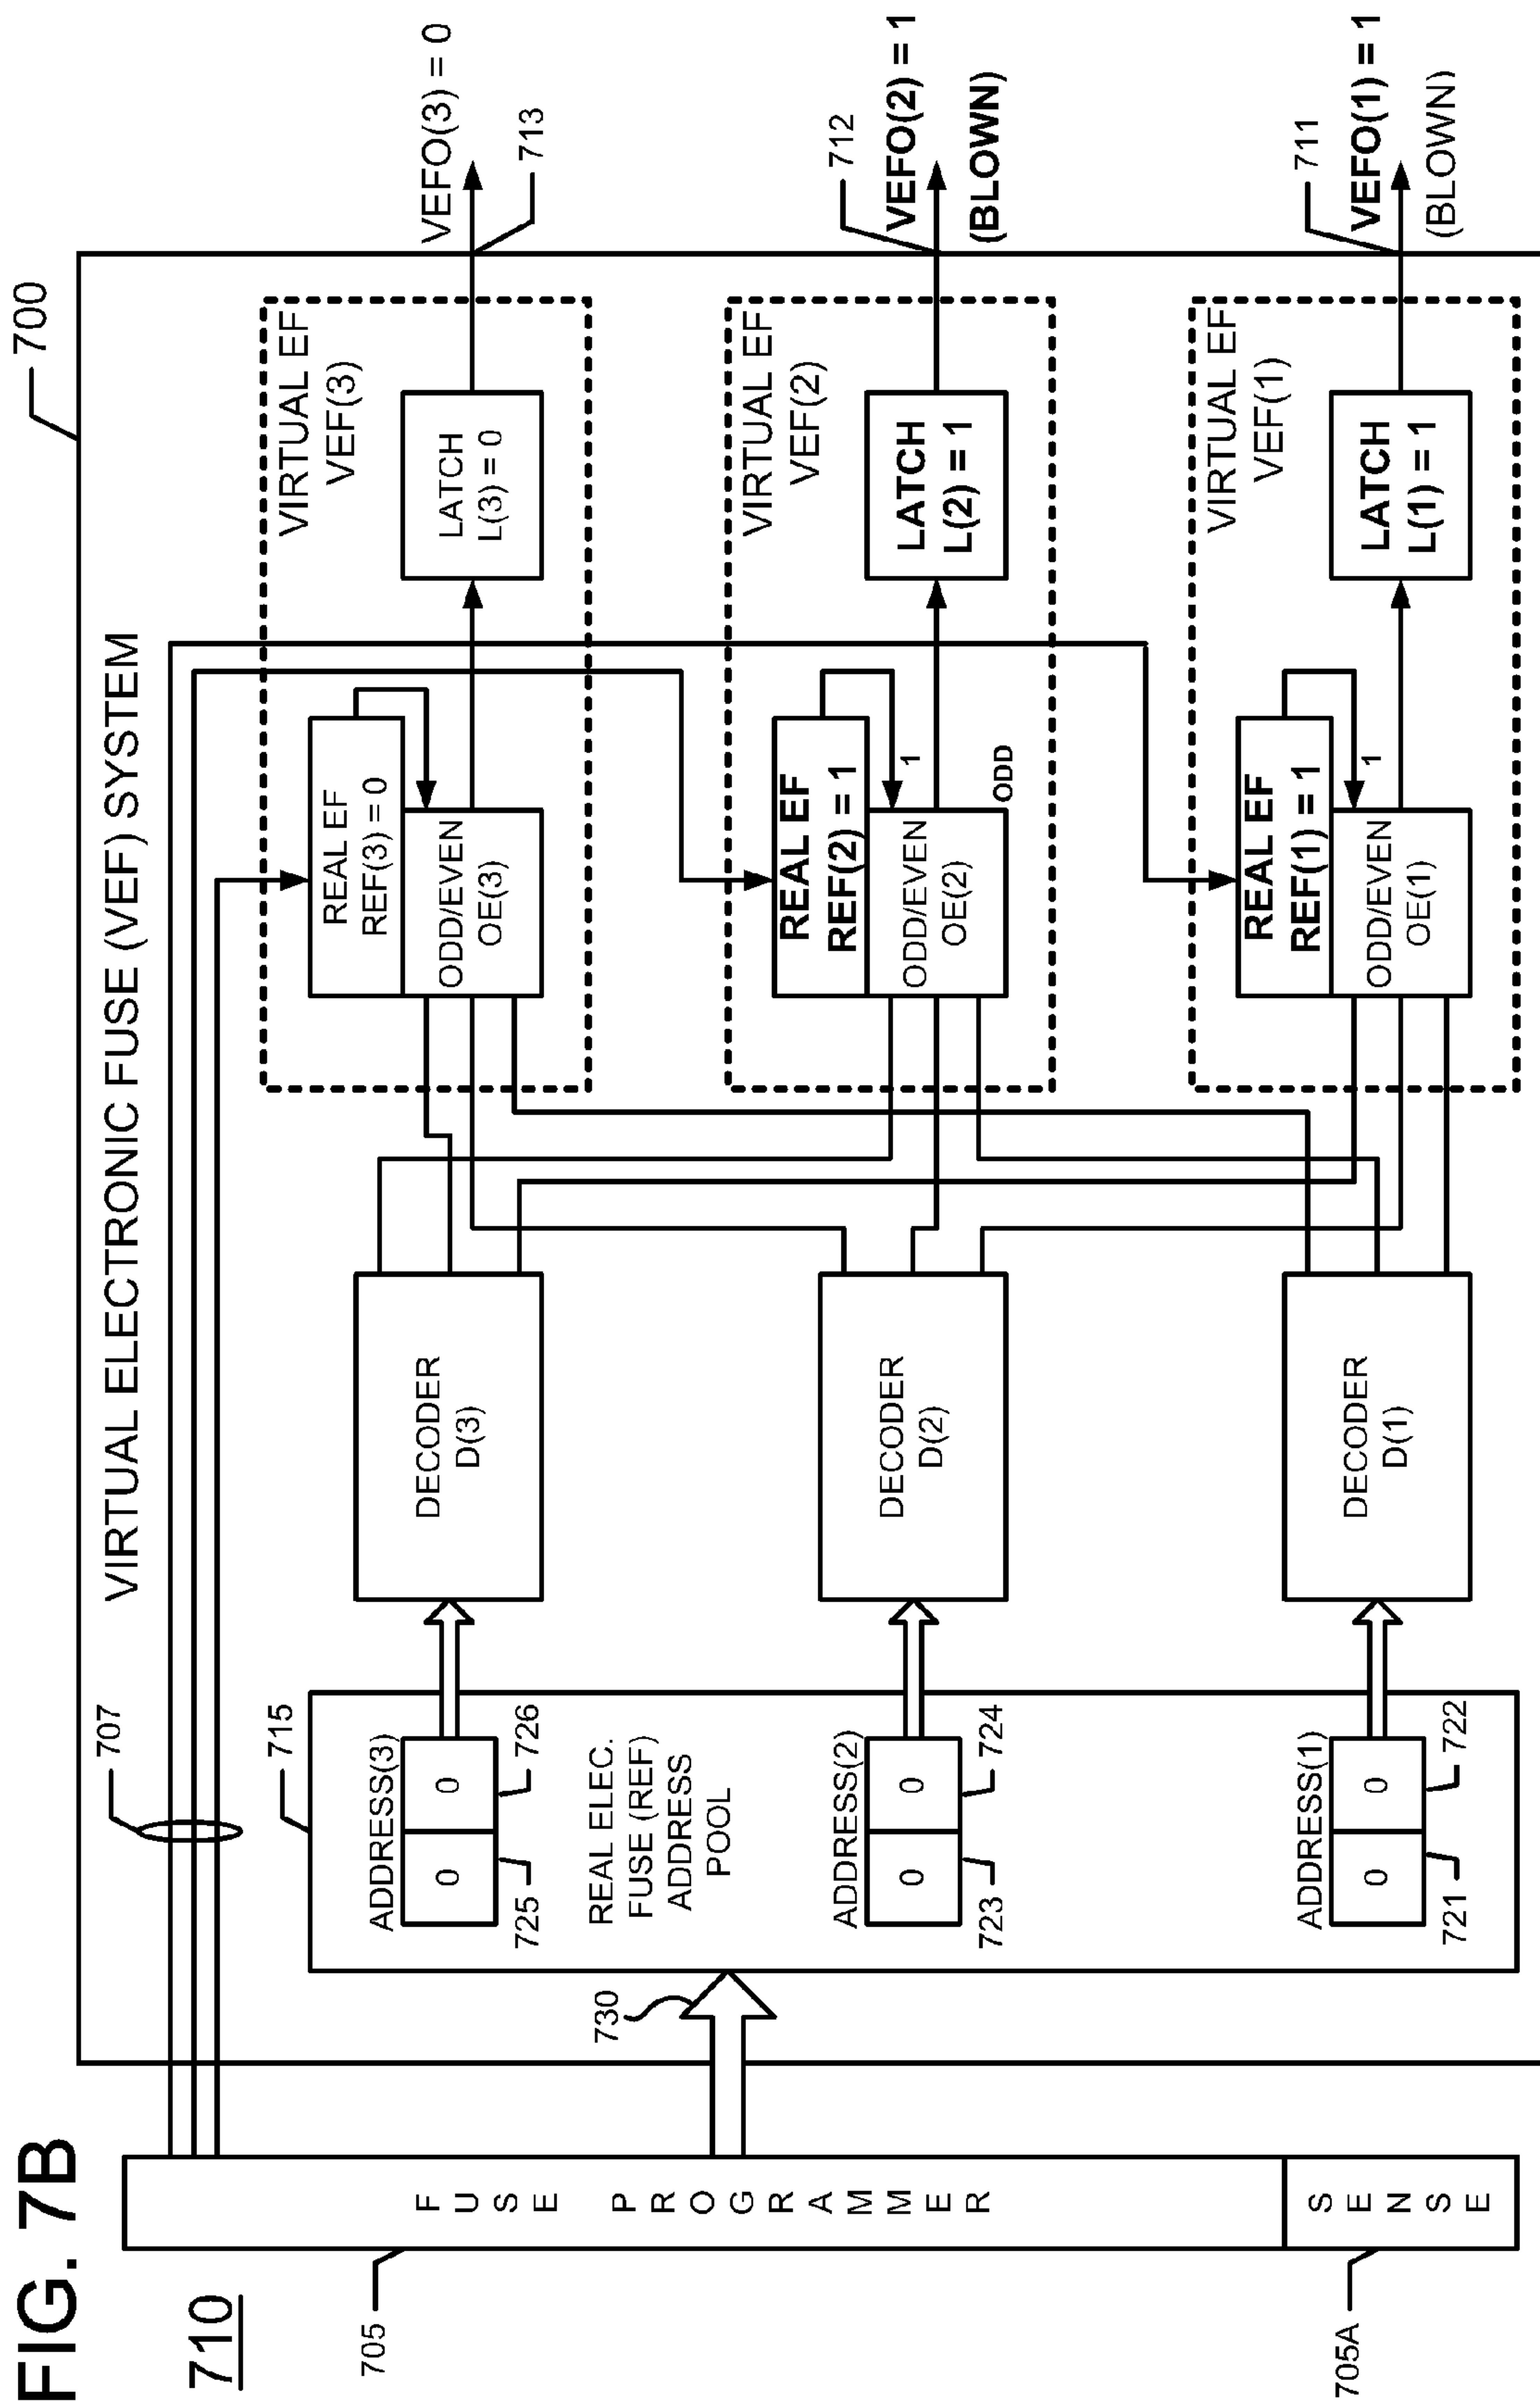 FIG. 7B
710
700
VIRTUAL ELECTRONIC FUSE (VEF) SYSTEM
705
FUSE PROGRAMMER
705A
SENSE
707
730
715
ADDRESS(3)
0 0
725
726
REAL ELEC.
FUSE (REF)
ADDRESS
POOL
ADDRESS(2)
0 0
723
724
ADDRESS(1)
0 0
721
722
DECODER
D(3)
DECODER
D(2)
DECODER
D(1)
VIRTUAL EF
VEF(3)
REAL EF
REF(3) = 0
ODD/EVEN
OE(3)
LATCH
L(3) = 0
VEFO(3) = 0
713
VIRTUAL EF
VEF(2)
REAL EF
REF(2) = 1
1
ODD/EVEN
OE(2)
ODD
LATCH
L(2) = 1
712
VEFO(2) = 1
(BLOWN)
VIRTUAL EF
VEF(1)
REAL EF
REF(1) = 1
1
ODD/EVEN
OE(1)
LATCH
L(1) = 1
711
VEFO(1) = 1
(BLOWN)